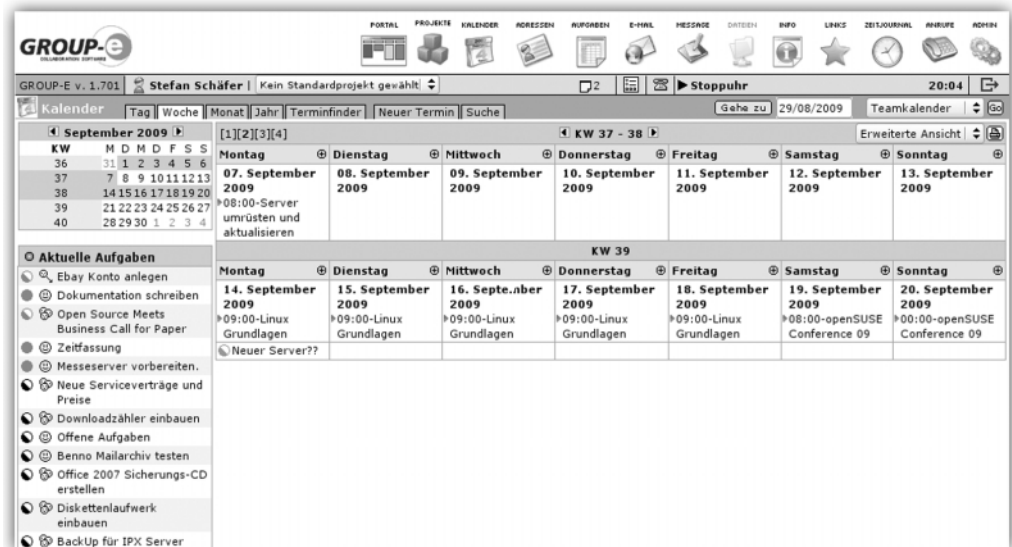 PORTAL PROJEKTE KALENDER ADRESSEN AUFGABEN E-MAIL MESSAGE DATEIEN INFO LINKS ZEITJOURNAL ANRUFE ADMIN
GROUP-e
COLLABORATION SOFTWARE
GROUP-E v. 1.701 Stefan Schäfer | Kein Standardprojekt gewählt 2 Stoppuhr 20:04
Kalender Tag Woche Monat Jahr Terminfinder Neuer Termin Suche Gehe zu 29/08/2009 Teamkalender Go
September 2009
KW M D M D F S S
36 31 1 2 3 4 5 6
37 7 8 9 10 11 12 13
38 14 15 16 17 18 19 20
39 21 22 23 24 25 26 27
40 28 29 30 1 2 3 4
Aktuelle Aufgaben
Ebay Konto anlegen
Dokumentation schreiben
Open Source Meets
Business Call for Paper
Zeitfassung
Messeserver vorbereiten.
Neue Serviceverträge und
Preise
Downloadzähler einbauen
Offene Aufgaben
Benno Mailarchiv testen
Office 2007 Sicherungs-CD
erstellen
Diskettenlaufwerk
einbauen
BackUp für IPX Server
[1][2][3][4] KW 37 - 38 Erweiterte Ansicht
Montag Dienstag Mittwoch Donnerstag Freitag Samstag Sonntag
07. September 08. September 09. September 10. September 11. September 12. September 13. September
2009 2009 2009 2009 2009 2009 2009
08:00-Server
umrüsten und
aktualisieren
KW 39
Montag Dienstag Mittwoch Donnerstag Freitag Samstag Sonntag
14. September 15. September 16. Septe.nber 17. September 18. September 19. September 20. September
2009 2009 2009 2009 2009 2009 2009
09:00-Linux 09:00-Linux 09:00-Linux 09:00-Linux 09:00-Linux 08:00-openSUSE 00:00-openSUSE
Grundlagen Grundlagen Grundlagen Grundlagen Grundlagen Conference 09 Conference 09
Neuer Server??